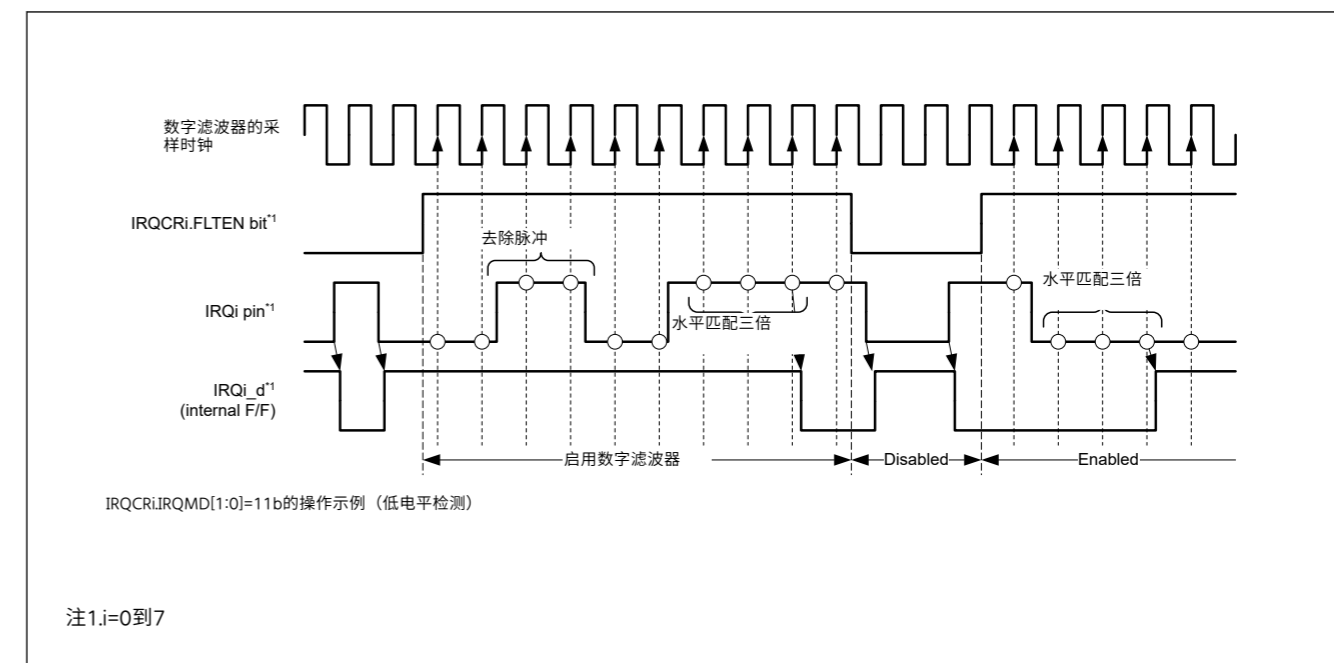 数字滤波器的采
样时钟
IRQCRi.FLTEN bit*1
去除脉冲
水平匹配三倍
IRQi pin*1
水平匹配三倍
IRQi_d*1
(internal F/F)
启用数字滤波器
Disabled
Enabled
IRQCRi.IRQMD[1:0]=11b的操作示例（低电平检测）
注1.i=0到7